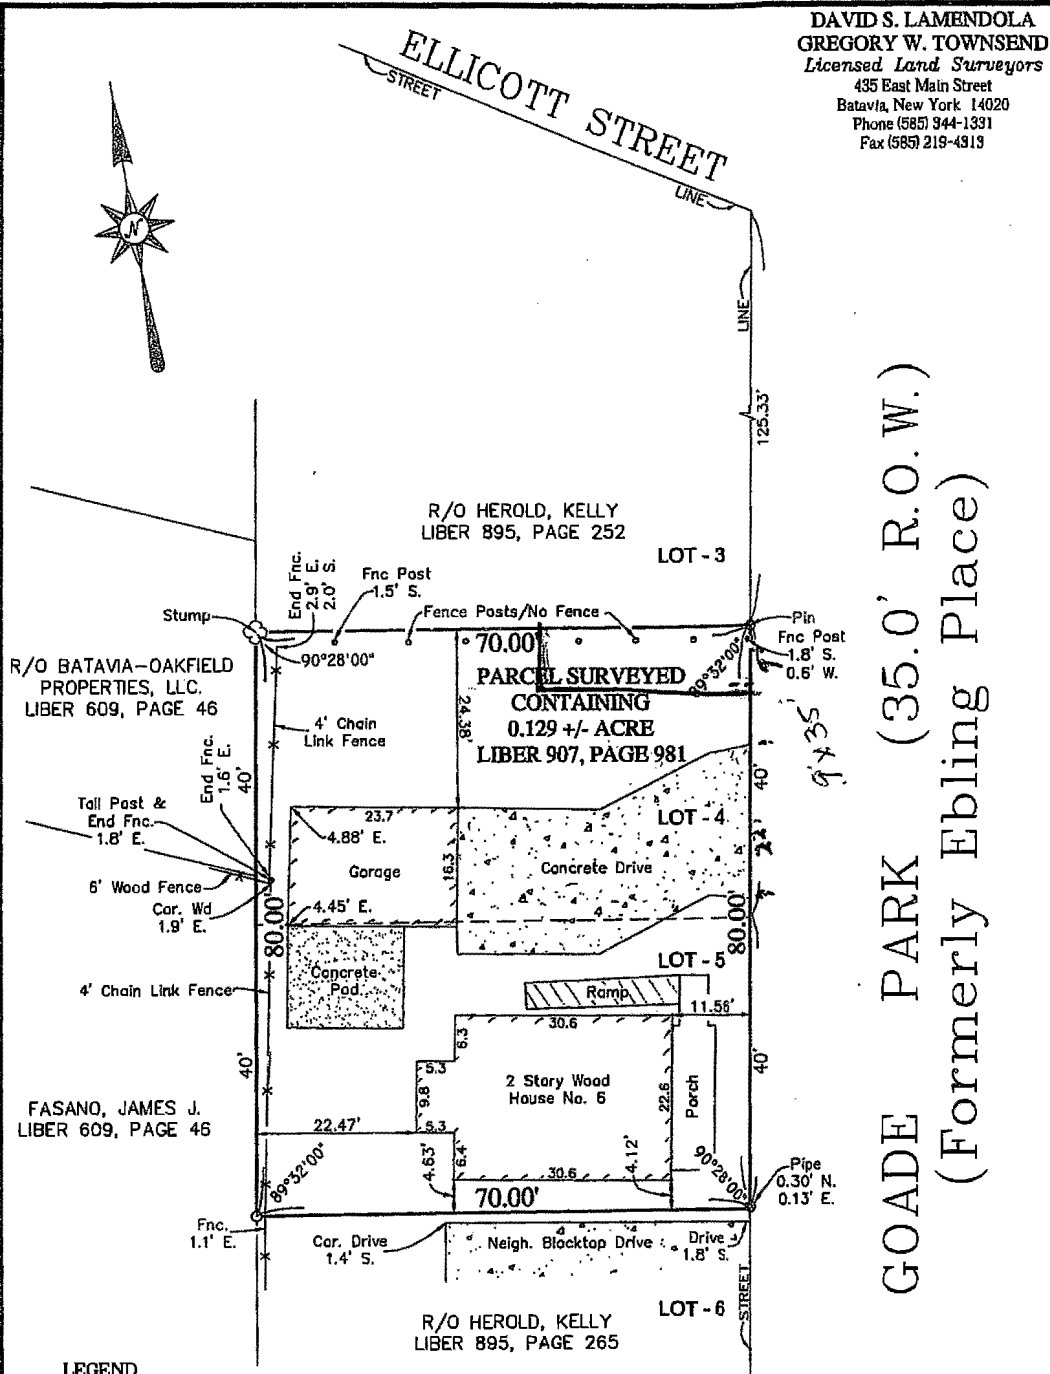 DAVID S. LAMENDOLA
GREGORY W. TOWNSEND
Licensed Land Surveyors
435 East Main Street
Batavia, New York 14020
Phone (585) 344-1331
Fax (585) 219-4313
ELLICOTT STREET
STREET
LINE
N
LINE
125.33'
R/O HEROLD, KELLY
LIBER 895, PAGE 252
LOT - 3
End Fnc.
2.9' E.
2.0' S.
Fnc Post
1.5' S.
Stump
Fence Posts/No Fence
Pin
Fnc Post
1.8' S.
0.6' W.
90°28'00"
70.00'
89°32'00"
R/O BATAVIA-OAKFIELD
PROPERTIES, LLC.
LIBER 609, PAGE 46
PARCEL SURVEYED
CONTAINING
0.129 +/- ACRE
LIBER 907, PAGE 981
24.38'
4' Chain
Link Fence
9' x 35'
End Fnc.
1.6' E.
40'
40'
Tall Post &
End Fnc.
1.8' E.
23.7
4.88' E.
LOT - 4
22'
Garage
16.3
Concrete Drive
6' Wood Fence
Cor. Wd
1.9' E.
4.45' E.
80.00'
80.00'
LOT - 5
Concrete
Pad
4' Chain Link Fence
Ramp
11.56'
30.6
6.3
40'
5.3
2 Story Wood
House No. 6
9.8
22.6
Porch
40'
FASANO, JAMES J.
LIBER 609, PAGE 46
22.47'
5.3
89°32'00"
4.63'
6.4
30.6
4.12'
90°28'00"
Pipe
0.30' N.
0.13' E.
70.00'
Fnc.
1.1' E.
Cor. Drive
1.4' S.
Neigh. Blacktop Drive
Drive
1.8' S.
STREET
LOT - 6
R/O HEROLD, KELLY
LIBER 895, PAGE 265
GOADE PARK (35.0' R.O.W.)
(Formerly Ebling Place)
LEGEND